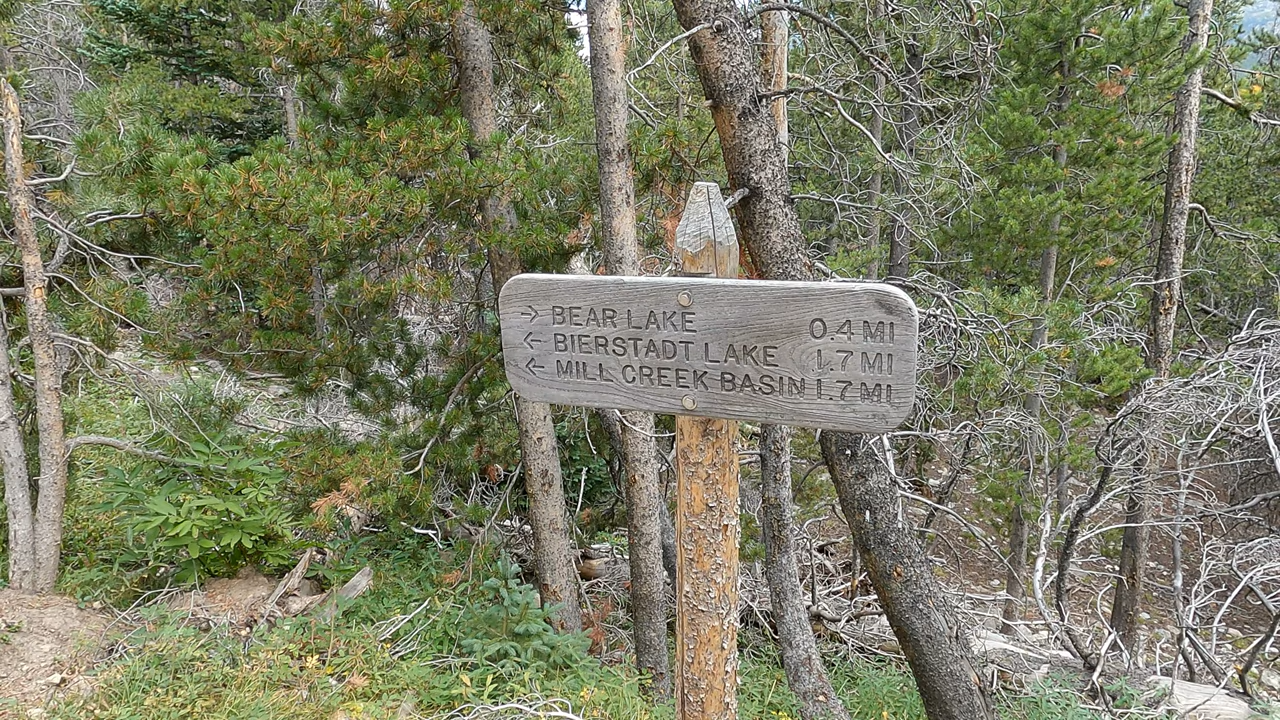 → BEAR LAKE 0.4 MI
← BIERSTADT LAKE 1.7 MI
← MILL CREEK BASIN 1.7 MI